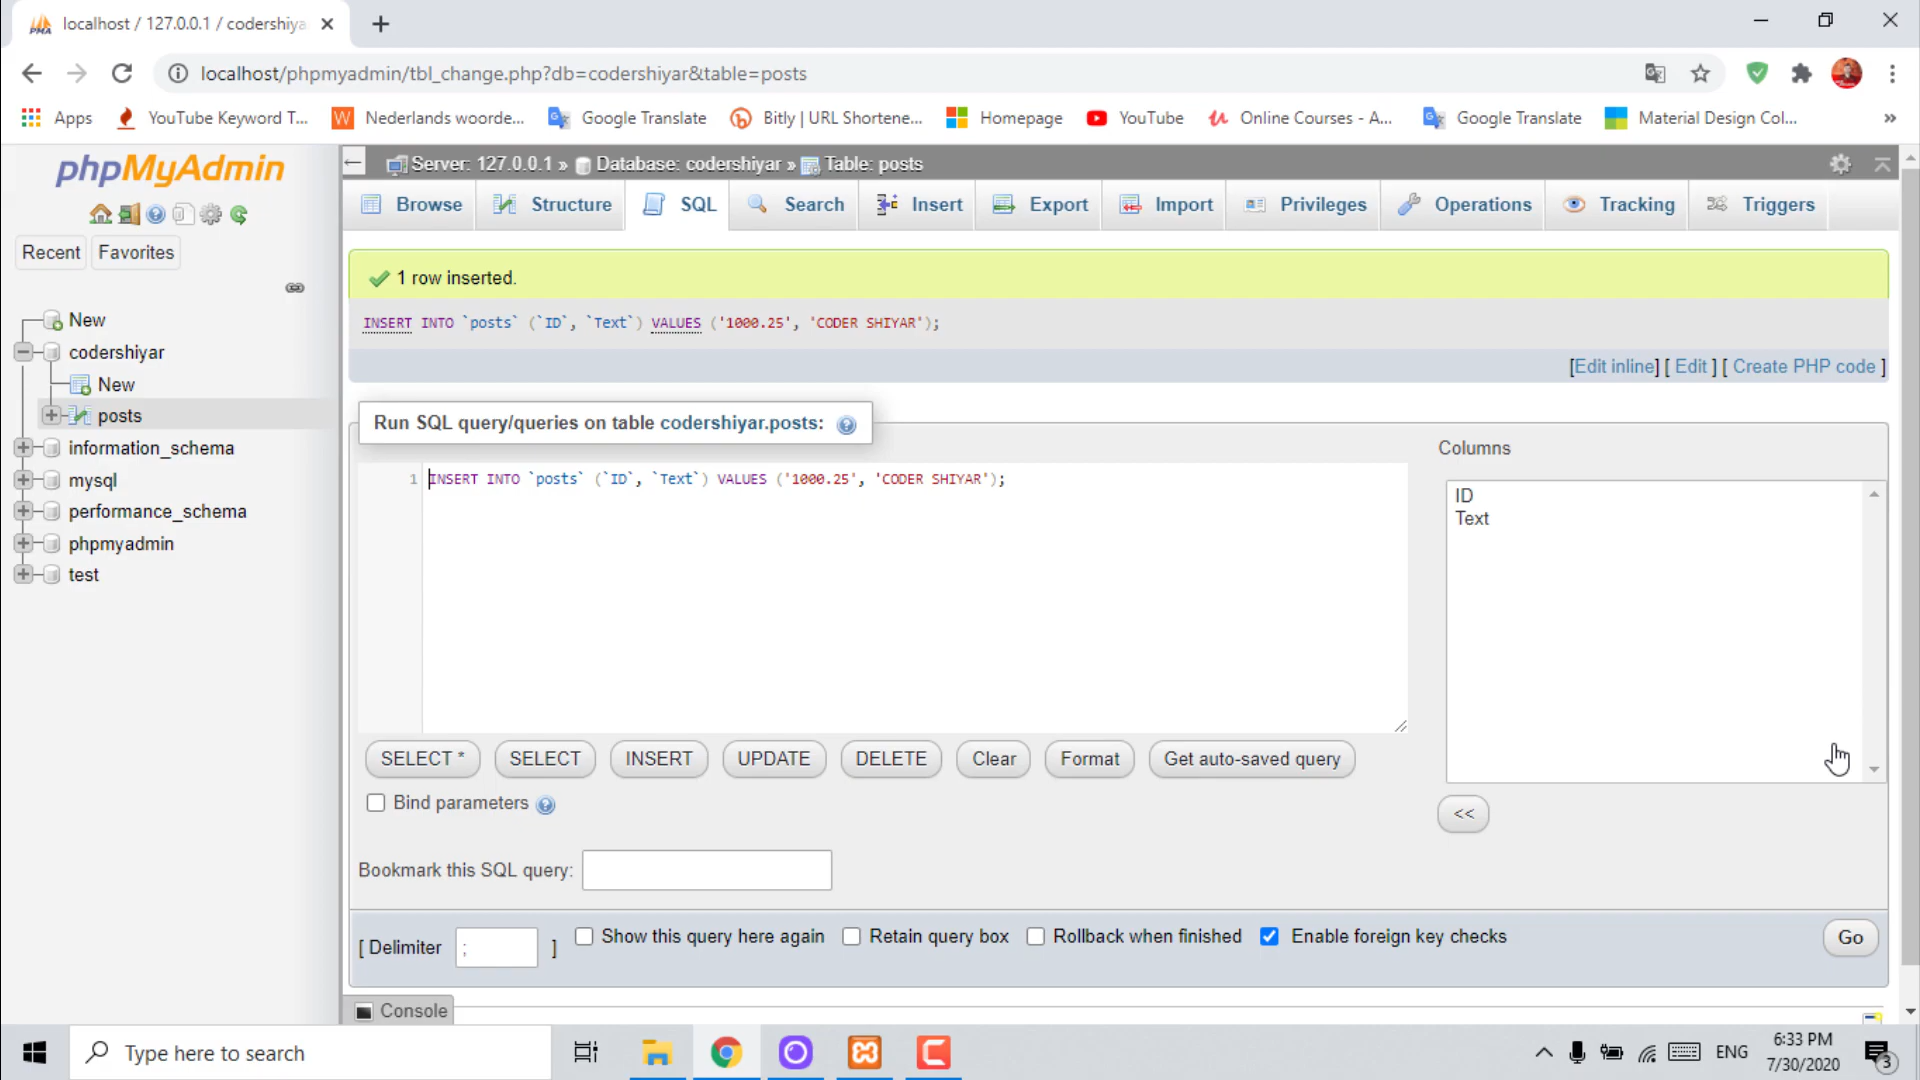 localhost / 127.0.0.1 / codershiya
localhost/phpmyadmin/tbl_change.php?db=codershiyar&table=posts
Apps YouTube Keyword T... Nederlands woorde... Google Translate Bitly | URL Shortene... Homepage YouTube Online Courses - A... Google Translate Material Design Col... »
phpMyAdmin
Recent Favorites
New
codershiyar
New
posts
information_schema
mysql
performance_schema
phpmyadmin
test
Server: 127.0.0.1 » Database: codershiyar » Table: posts
Browse Structure SQL Search Insert Export Import Privileges Operations Tracking Triggers
1 row inserted.
INSERT INTO `posts` (`ID`, `Text`) VALUES ('1000.25', 'CODER SHIYAR');
[Edit inline] [ Edit ] [ Create PHP code ]
Run SQL query/queries on table codershiyar.posts:
1 INSERT INTO `posts` (`ID`, `Text`) VALUES ('1000.25', 'CODER SHIYAR');
Columns
ID
Text
SELECT * SELECT INSERT UPDATE DELETE Clear Format Get auto-saved query
Bind parameters
<<
Bookmark this SQL query:
[ Delimiter ; ] Show this query here again Retain query box Rollback when finished Enable foreign key checks Go
Console
Type here to search
ENG
6:33 PM
7/30/2020
3